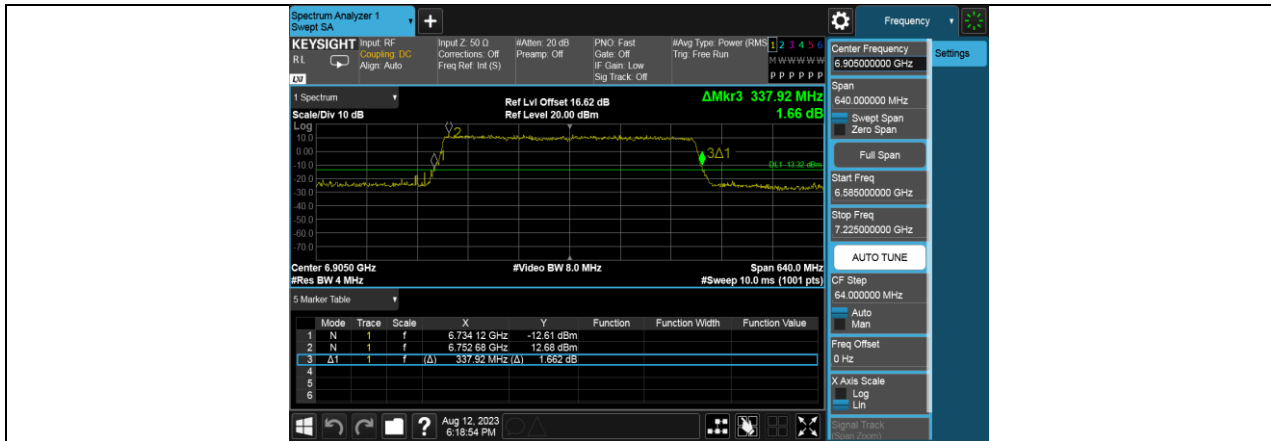 Spectrum Analyzer 1
Swept SA
+
Frequency
KEYSIGHT
RL
LXI
Input: RF
Coupling: DC
Align: Auto
Input Z: 50 Ω
Corrections: Off
Freq Ref: Int (S)
#Atten: 20 dB
Preamp: Off
PNO: Fast
Gate: Off
IF Gain: Low
Sig Track: Off
#Avg Type: Power (RMS
Trig: Free Run
1 2 3 4 5 6
M W W W W W
P P P P P P
1 Spectrum
Scale/Div 10 dB
Ref Lvl Offset 16.62 dB
Ref Level 20.00 dBm
ΔMkr3 337.92 MHz
1.66 dB
Log
10.0
0.00
-10.0
-20.0
-30.0
-40.0
-50.0
-60.0
-70.0
2
1
3Δ1
DL1 -13.32 dBm
Center 6.9050 GHz
#Video BW 8.0 MHz
Span 640.0 MHz
#Res BW 4 MHz
#Sweep 10.0 ms (1001 pts)
5 Marker Table
Mode Trace Scale X Y Function Function Width Function Value
1 N 1 f 6.734 12 GHz -12.61 dBm
2 N 1 f 6.752 68 GHz 12.68 dBm
3 Δ1 1 f (Δ) 337.92 MHz (Δ) 1.662 dB
4
5
6
?
Aug 12, 2023
6:18:54 PM
Center Frequency
6.905000000 GHz
Settings
Span
640.000000 MHz
Swept Span
Zero Span
Full Span
Start Freq
6.585000000 GHz
Stop Freq
7.225000000 GHz
AUTO TUNE
CF Step
64.000000 MHz
Auto
Man
Freq Offset
0 Hz
X Axis Scale
Log
Lin
Signal Track
(Span Zoom)